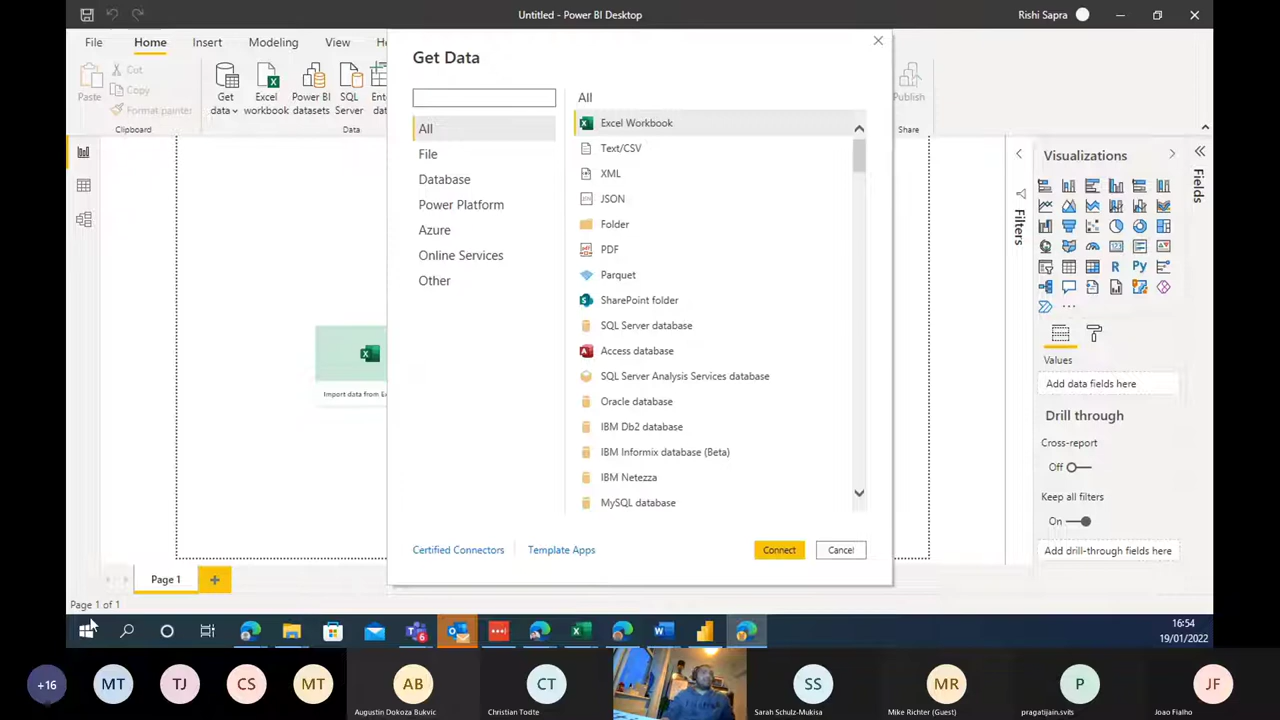 Untitled - Power BI Desktop
Rishi Sapra
File
Home
Insert
Modeling
View
Paste
Cut
Copy
Format painter
Clipboard
Get data
Excel workbook
Power BI datasets
SQL Server
Data
Publish
Share
Get Data
All
File
Database
Power Platform
Azure
Online Services
Other
All
Excel Workbook
Text/CSV
XML
JSON
Folder
PDF
Parquet
SharePoint folder
SQL Server database
Access database
SQL Server Analysis Services database
Oracle database
IBM Db2 database
IBM Informix database (Beta)
IBM Netezza
MySQL database
Certified Connectors
Template Apps
Connect
Cancel
Import data from
Filters
Visualizations
R
Py
Values
Add data fields here
Drill through
Cross-report
Off
Keep all filters
On
Add drill-through fields here
Fields
Page 1
Page 1 of 1
16:54
19/01/2022
+16
MT
TJ
CS
MT
AB
Augustin Dokoza Bukvic
CT
Christian Todte
SS
Sarah Schulz-Mukisa
MR
Mike Richter (Guest)
P
pragatijain.svits
JF
Joao Fialho